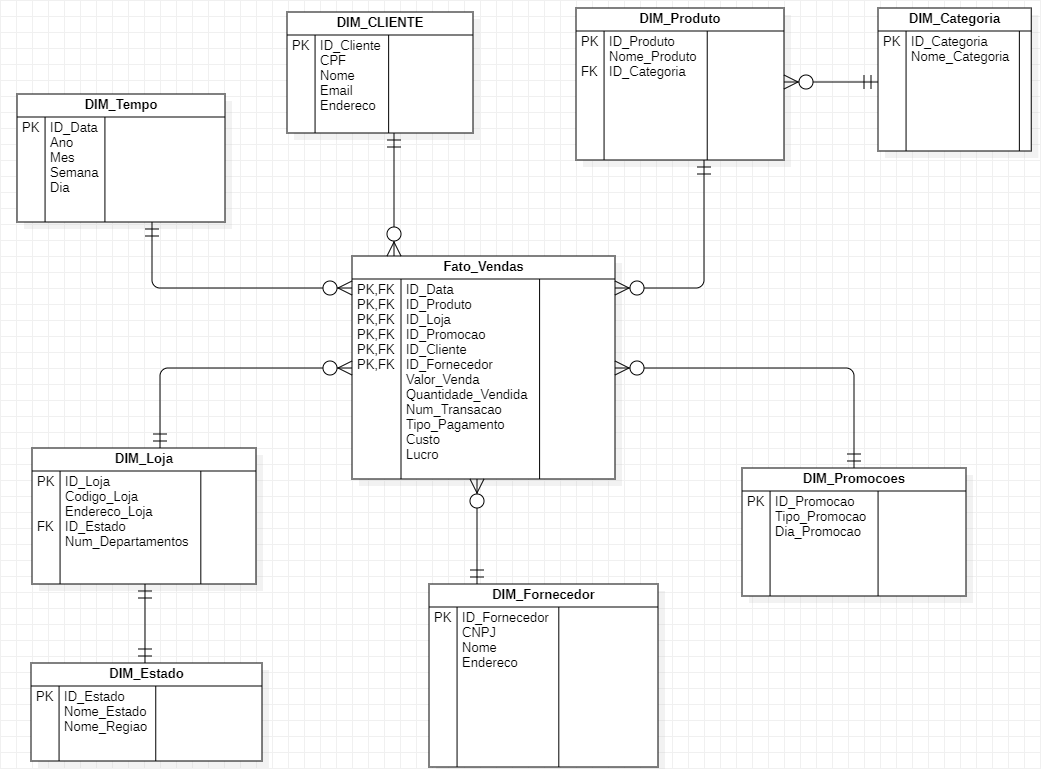 DIM_CLIENTE
PK ID_Cliente
CPF
Nome
Email
Endereco
DIM_Produto
PK ID_Produto
Nome_Produto
FK ID_Categoria
DIM_Categoria
PK ID_Categoria
Nome_Categoria
DIM_Tempo
PK ID_Data
Ano
Mes
Semana
Dia
Fato_Vendas
PK,FK ID_Data
PK,FK ID_Produto
PK,FK ID_Loja
PK,FK ID_Promocao
PK,FK ID_Cliente
PK,FK ID_Fornecedor
Valor_Venda
Quantidade_Vendida
Num_Transacao
Tipo_Pagamento
Custo
Lucro
DIM_Loja
PK ID_Loja
Codigo_Loja
Endereco_Loja
FK ID_Estado
Num_Departamentos
DIM_Promocoes
PK ID_Promocao
Tipo_Promocao
Dia_Promocao
DIM_Fornecedor
PK ID_Fornecedor
CNPJ
Nome
Endereco
DIM_Estado
PK ID_Estado
Nome_Estado
Nome_Regiao